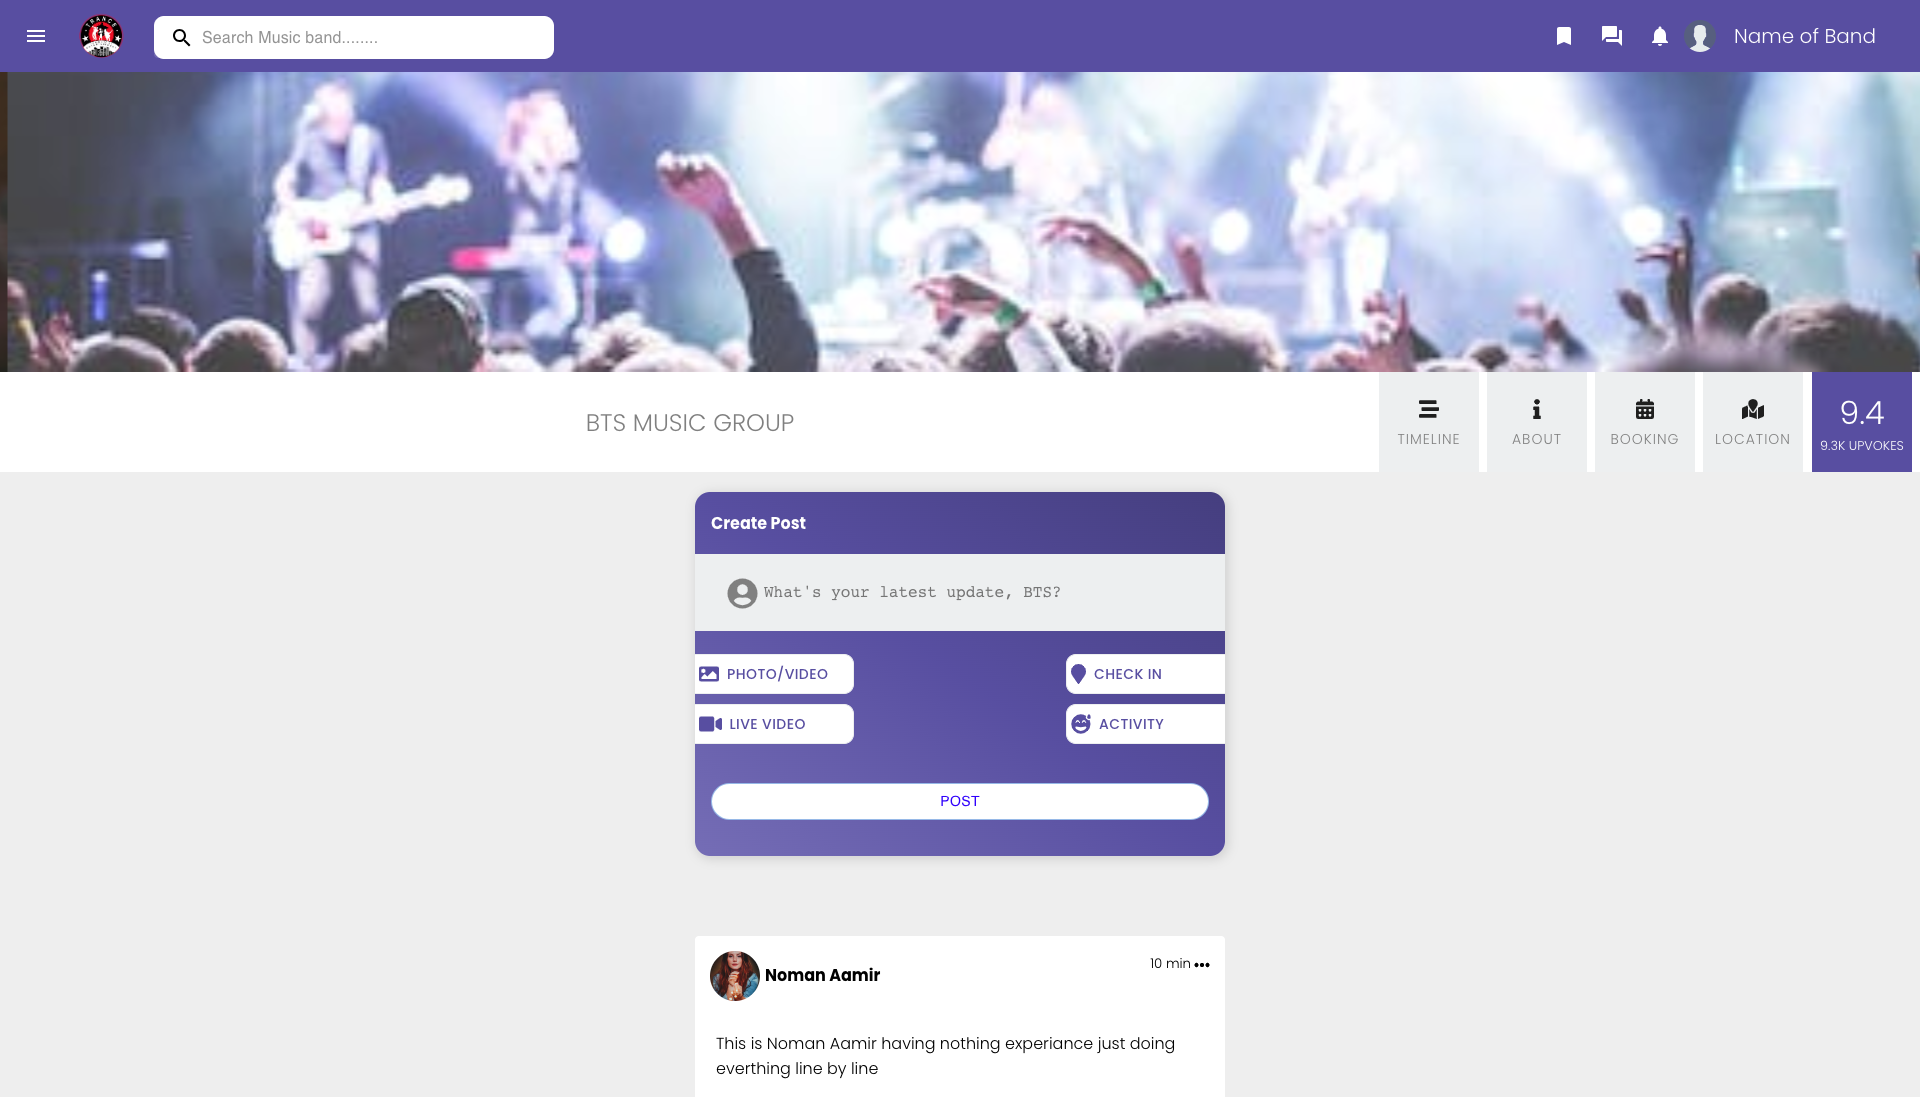 TRANCE
Search Music band........
Name of Band
BTS MUSIC GROUP
TIMELINE
ABOUT
BOOKING
LOCATION
9.4
9.3K UPVOKES
Create Post
What's your latest update, BTS?
PHOTO/VIDEO
CHECK IN
LIVE VIDEO
ACTIVITY
POST
Noman Aamir
10 min
This is Noman Aamir having nothing experiance just doing
everthing line by line